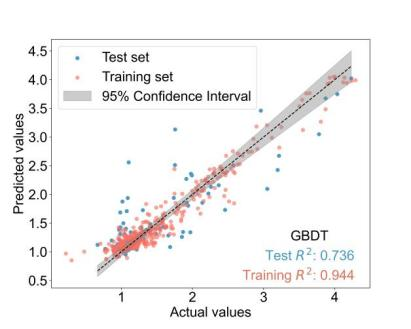 4.5
4.0
3.5
3.0
2.5
2.0
1.5
1.0
0.5
Predicted values
Test set
Training set
95% Confidence Interval
GBDT
Test R²: 0.736
Training R²: 0.944
1 2 3 4
Actual values